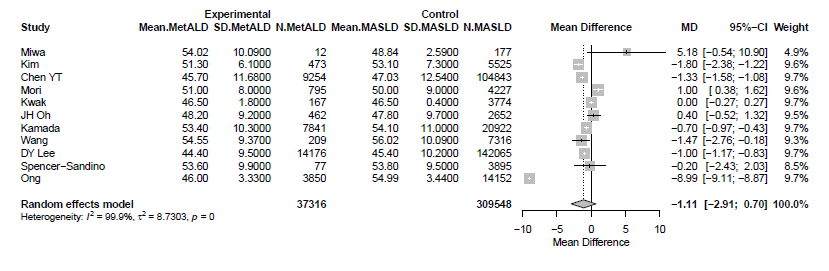 Experimental Control
Study Mean.MetALD SD.MetALD N.MetALD Mean.MASLD SD.MASLD N.MASLD Mean Difference MD 95%−CI Weight
Miwa 54.02 10.0900 12 48.84 2.5900 177 5.18 [−0.54; 10.90] 4.9%
Kim 51.30 6.1000 473 53.10 7.3000 5525 −1.80 [−2.38; −1.22] 9.6%
Chen YT 45.70 11.6800 9254 47.03 12.5400 104843 −1.33 [−1.58; −1.08] 9.7%
Mori 51.00 8.0000 795 50.00 9.0000 4227 1.00 [ 0.38; 1.62] 9.6%
Kwak 46.50 1.8000 167 46.50 0.4000 3774 0.00 [−0.27; 0.27] 9.7%
JH Oh 48.20 9.2000 462 47.80 9.7000 2652 0.40 [−0.52; 1.32] 9.5%
Kamada 53.40 10.3000 7841 54.10 11.0000 20922 −0.70 [−0.97; −0.43] 9.7%
Wang 54.55 9.3700 209 56.02 10.0900 7316 −1.47 [−2.76; −0.18] 9.3%
DY Lee 44.40 9.5000 14176 45.40 10.2000 142065 −1.00 [−1.17; −0.83] 9.7%
Spencer−Sandino 53.60 9.9000 77 53.80 9.5000 3895 −0.20 [−2.43; 2.03] 8.5%
Ong 46.00 3.3300 3850 54.99 3.4400 14152 −8.99 [−9.11; −8.87] 9.7%
Random effects model 37316 309548 −1.11 [−2.91; 0.70] 100.0%
Heterogeneity: I² = 99.9%, τ² = 8.7303, p = 0
−10 −5 0 5 10
Mean Difference